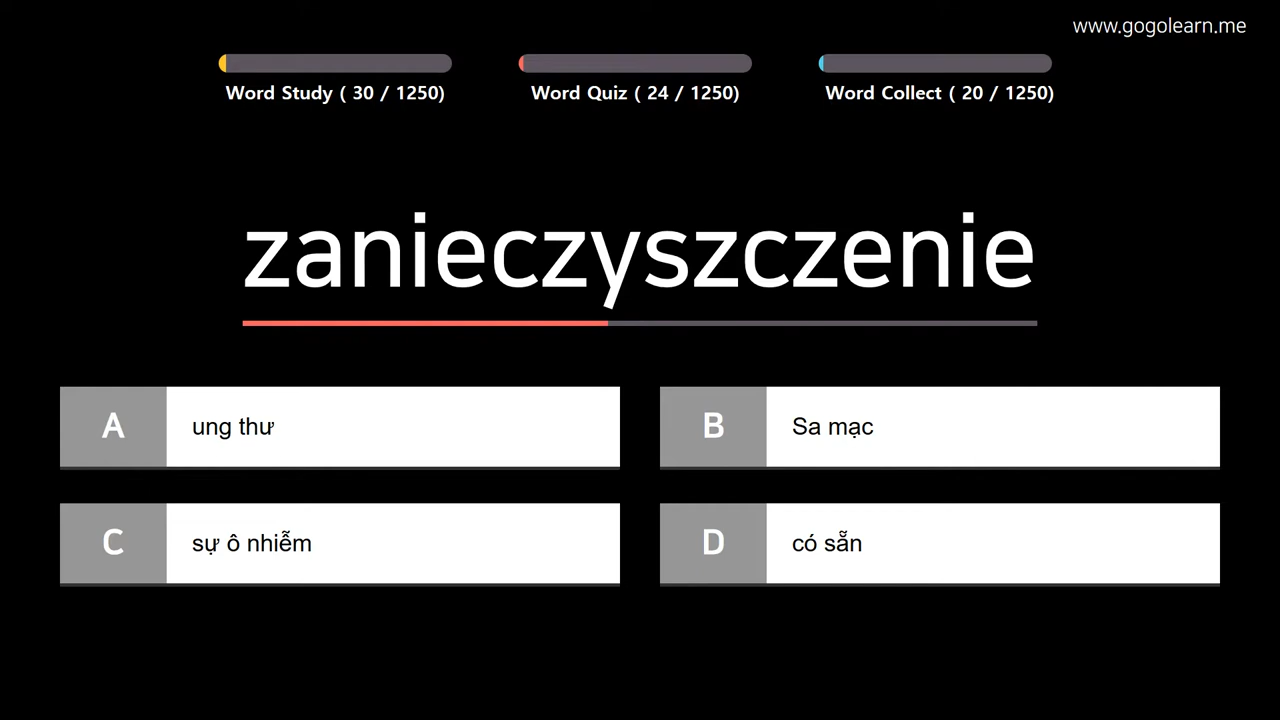 www.gogolearn.me
Word Study ( 30 / 1250)
Word Quiz ( 24 / 1250)
Word Collect ( 20 / 1250)
zanieczyszczenie
A ung thư
B Sa mạc
C sự ô nhiễm
D có sẵn